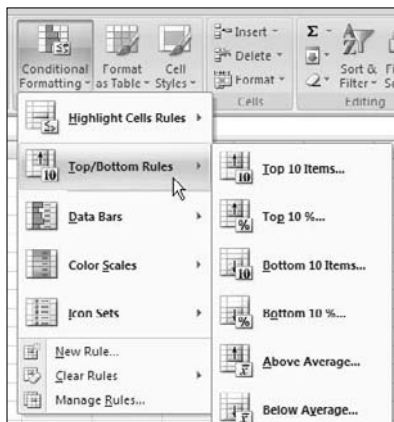 Insert
Delete
Format
Conditional Formatting
Format as Table
Cell Styles
Sort & Filter
Cells
Editing
Highlight Cells Rules
Top/Bottom Rules
Data Bars
Color Scales
Icon Sets
New Rule...
Clear Rules
Manage Rules...
Top 10 Items...
Top 10 %...
Bottom 10 Items...
Bottom 10 %...
Above Average...
Below Average...